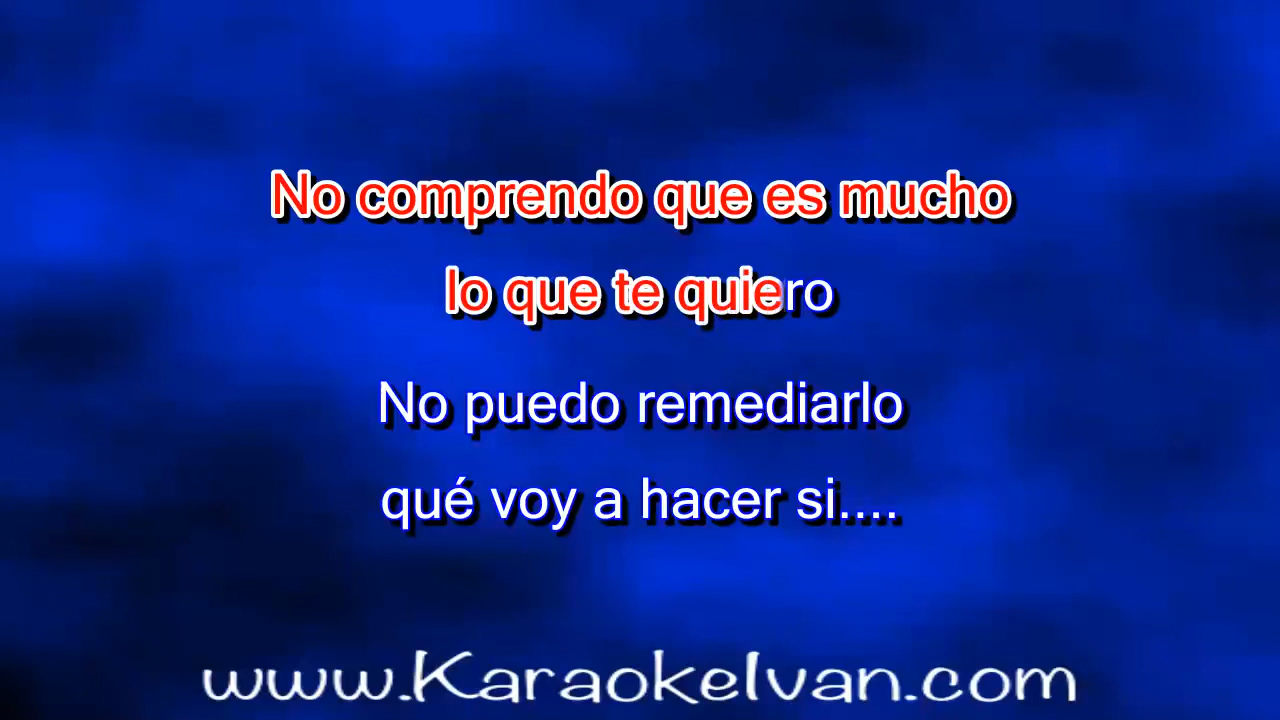 No comprendo que es mucho
lo que te quiero
No puedo remediarlo
qué voy a hacer si....
www.KaraokeIvan.com